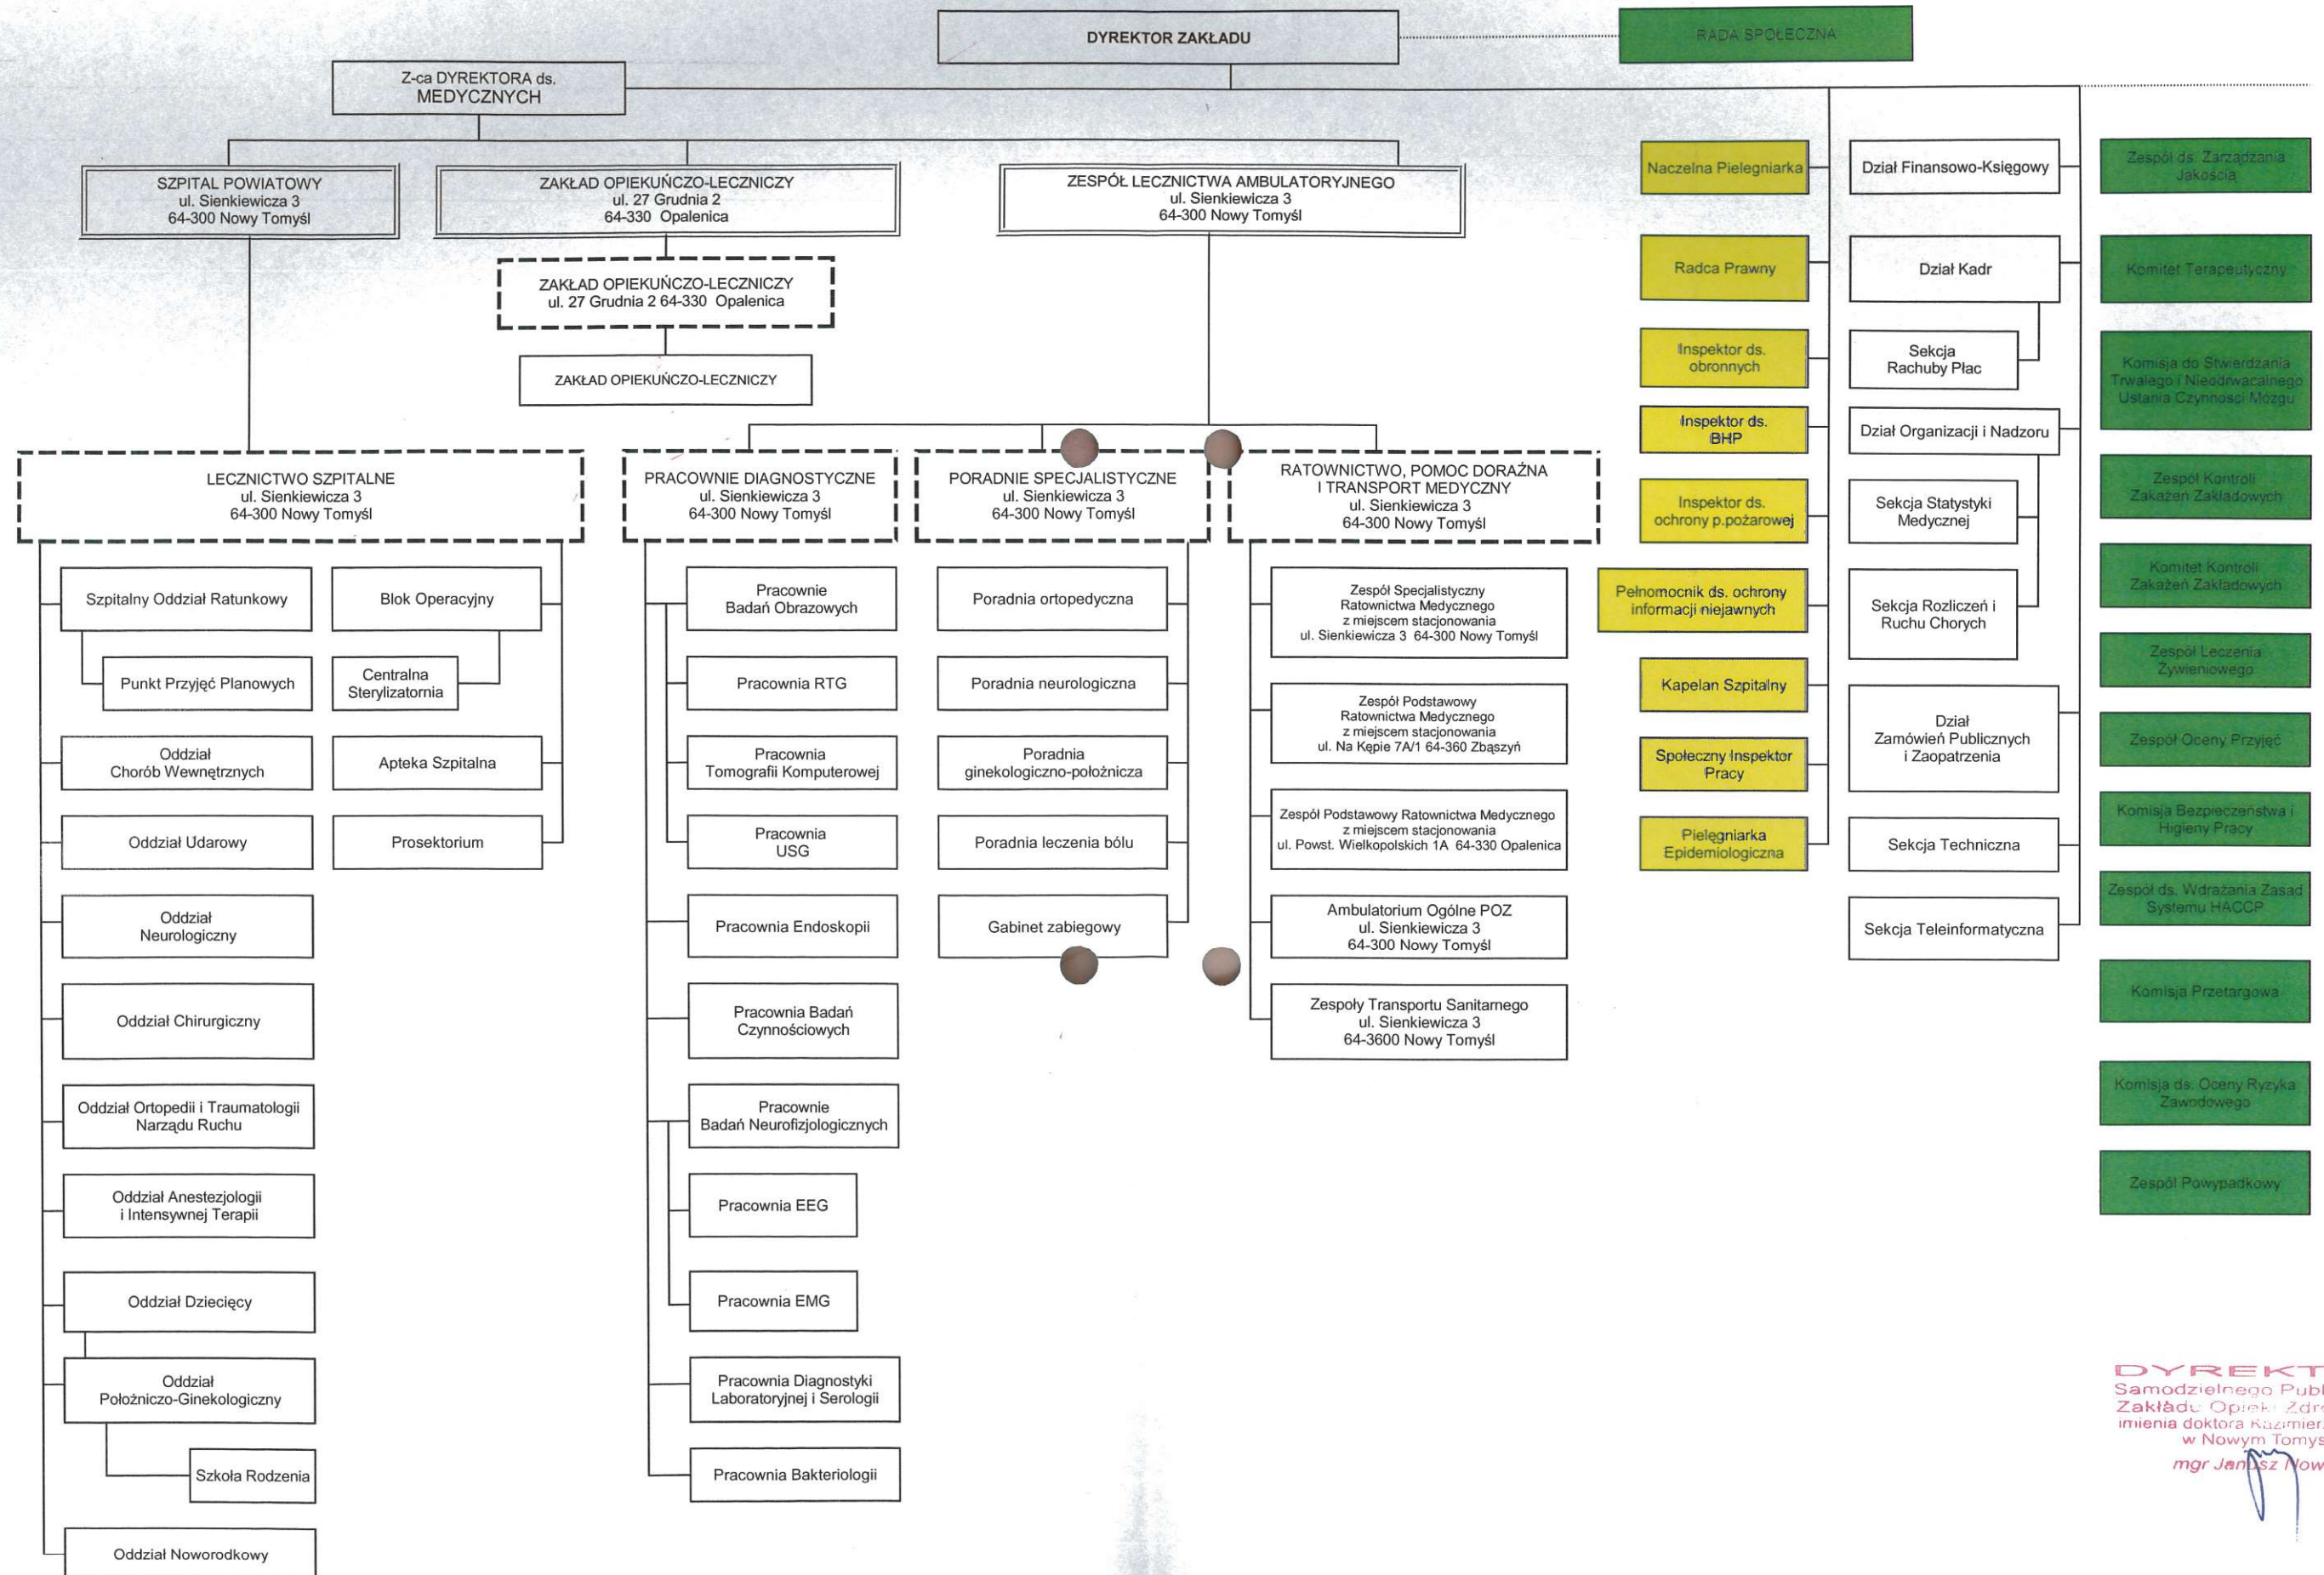 DYREKTOR ZAKŁADU
RADA SPOŁECZNA
Z-ca DYREKTORA ds.
MEDYCZNYCH
SZPITAL POWIATOWY
ul. Sienkiewicza 3
64-300 Nowy Tomyśl
ZAKŁAD OPIEKUŃCZO-LECZNICZY
ul. 27 Grudnia 2
64-330 Opalenica
ZESPÓŁ LECZNICTWA AMBULATORYJNEGO
ul. Sienkiewicza 3
64-300 Nowy Tomyśl
ZAKŁAD OPIEKUŃCZO-LECZNICZY
ul. 27 Grudnia 2 64-330 Opalenica
ZAKŁAD OPIEKUŃCZO-LECZNICZY
LECZNICTWO SZPITALNE
ul. Sienkiewicza 3
64-300 Nowy Tomyśl
Szpitalny Oddział Ratunkowy
Punkt Przyjęć Planowych
Oddział
Chorób Wewnętrznych
Oddział Udarowy
Oddział
Neurologiczny
Oddział Chirurgiczny
Oddział Ortopedii i Traumatologii
Narządu Ruchu
Oddział Anestezjologii
i Intensywnej Terapii
Oddział Dziecięcy
Oddział
Położniczo-Ginekologiczny
Szkoła Rodzenia
Oddział Noworodkowy
Blok Operacyjny
Centralna
Sterylizatornia
Apteka Szpitalna
Prosektorium
PRACOWNIE DIAGNOSTYCZNE
ul. Sienkiewicza 3
64-300 Nowy Tomyśl
Pracownie
Badań Obrazowych
Pracownia RTG
Pracownia
Tomografii Komputerowej
Pracownia
USG
Pracownia Endoskopii
Pracownia Badań
Czynnościowych
Pracownie
Badań Neurofizjologicznych
Pracownia EEG
Pracownia EMG
Pracownia Diagnostyki
Laboratoryjnej i Serologii
Pracownia Bakteriologii
PORADNIE SPECJALISTYCZNE
ul. Sienkiewicza 3
64-300 Nowy Tomyśl
Poradnia ortopedyczna
Poradnia neurologiczna
Poradnia
ginekologiczno-położnicza
Poradnia leczenia bólu
Gabinet zabiegowy
RATOWNICTWO, POMOC DORAŹNA
I TRANSPORT MEDYCZNY
ul. Sienkiewicza 3
64-300 Nowy Tomyśl
Zespół Specjalistyczny
Ratownictwa Medycznego
z miejscem stacjonowania
ul. Sienkiewicza 3 64-300 Nowy Tomyśl
Zespół Podstawowy
Ratownictwa Medycznego
z miejscem stacjonowania
ul. Na Kępie 7A/1 64-360 Zbąszyń
Zespół Podstawowy Ratownictwa Medycznego
z miejscem stacjonowania
ul. Powst. Wielkopolskich 1A 64-330 Opalenica
Ambulatorium Ogólne POZ
ul. Sienkiewicza 3
64-300 Nowy Tomyśl
Zespoły Transportu Sanitarnego
ul. Sienkiewicza 3
64-3600 Nowy Tomyśl
Naczelna Pielęgniarka
Radca Prawny
Inspektor ds.
obronnych
Inspektor ds.
BHP
Inspektor ds.
ochrony p.pożarowej
Pełnomocnik ds. ochrony
informacji niejawnych
Kapelan Szpitalny
Społeczny Inspektor
Pracy
Pielęgniarka
Epidemiologiczna
Dział Finansowo-Księgowy
Dział Kadr
Sekcja
Rachuby Płac
Dział Organizacji i Nadzoru
Sekcja Statystyki
Medycznej
Sekcja Rozliczeń i
Ruchu Chorych
Dział
Zamówień Publicznych
i Zaopatrzenia
Sekcja Techniczna
Sekcja Teleinformatyczna
Zespół ds. Zarządzania
Jakością
Komitet Terapeutyczny
Komisja do Stwierdzania
Trwałego i Nieodrwacalnego
Ustania Czynności Mózgu
Zespół Kontroli
Zakażeń Zakładowych
Komitet Kontroli
Zakażeń Zakładowych
Zespół Leczenia
Żywieniowego
Zespół Oceny Przyjęć
Komisja Bezpieczeństwa i
Higieny Pracy
Zespół ds. Wdrażania Zasad
Systemu HACCP
Komisja Przetargowa
Komisja ds. Oceny Ryzyka
Zawodowego
Zespół Powypadkowy
DYREKT
Samodzielnego Publ
Zakładu Opieki Zdro
imienia doktora Kazimier
w Nowym Tomyś
mgr Janusz Now